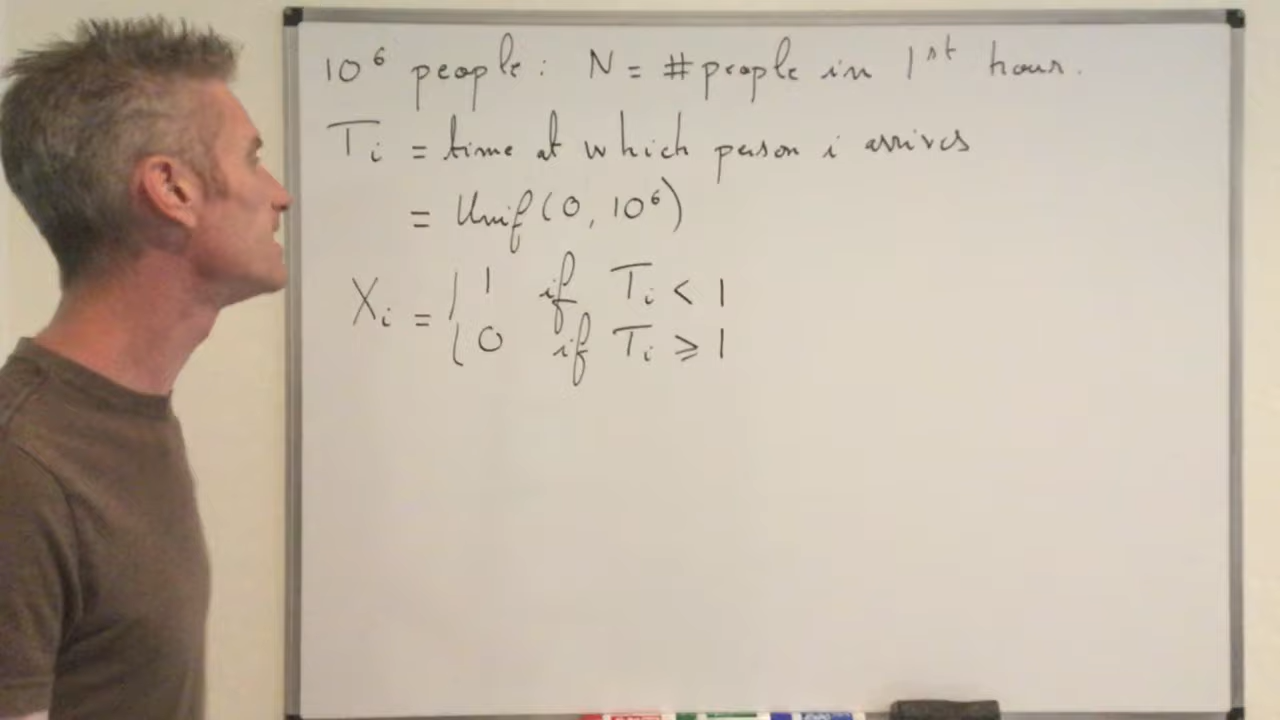 10⁶ people: N = #people in 1ˢᵗ hour.
Tᵢ = time at which person i arrives
= Unif(0, 10⁶)
Xᵢ = { 1 if Tᵢ < 1
0 if Tᵢ ⩾ 1